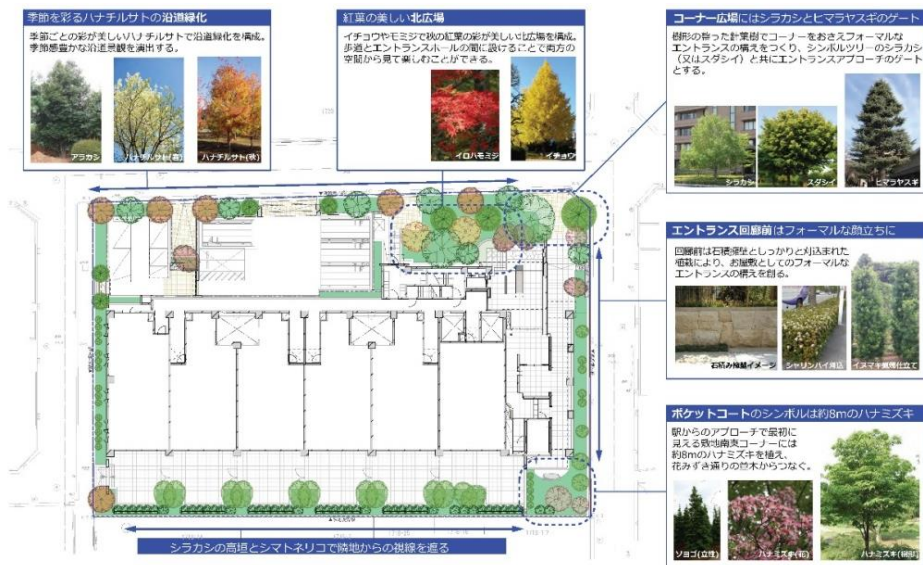 季節を彩るハナチルサトの沿道緑化
季節ごとの彩が美しいハナチルサトで沿道緑化を構成。
季節感豊かな沿道景観を演出する。
アラカシ
ハナチルサト(春)
ハナチルサト(秋)
紅葉の美しい北広場
イチョウやモミジで秋の紅葉の彩が美しい北広場を構成。
歩道とエントランスホールの間に設けることで両方の
空間から見て楽しむことができる。
イロハモミジ
イチョウ
コーナー広場にはシラカシとヒマラヤスギのゲート
樹形の整った針葉樹でコーナーをおさえフォーマルな
エントランスの構えをつくり、シンボルツリーのシラカシ
（又はスダシイ）と共にエントランスアプローチのゲート
とする。
シラカシ
スダシイ
ヒマラヤスギ
エントランス回廊前はフォーマルな顔立ちに
回廊前は石積擁壁としっかりと刈込まれた
植栽により、お屋敷としてのフォーマルな
エントランスの構えを創る。
石積み擁壁イメージ
シャリンバイ
イヌマキ
ポケットコートのシンボルは約8mのハナミズキ
駅からのアプローチで最初に
見える敷地南東コーナーには
約8mのハナミズキを植え、
花みずき通りの並木からつなぐ。
ソヨゴ(立性)
ハナミズキ(花)
ハナミズキ(樹形)
シラカシの高垣とシマトネリコで隣地からの視線を遮る